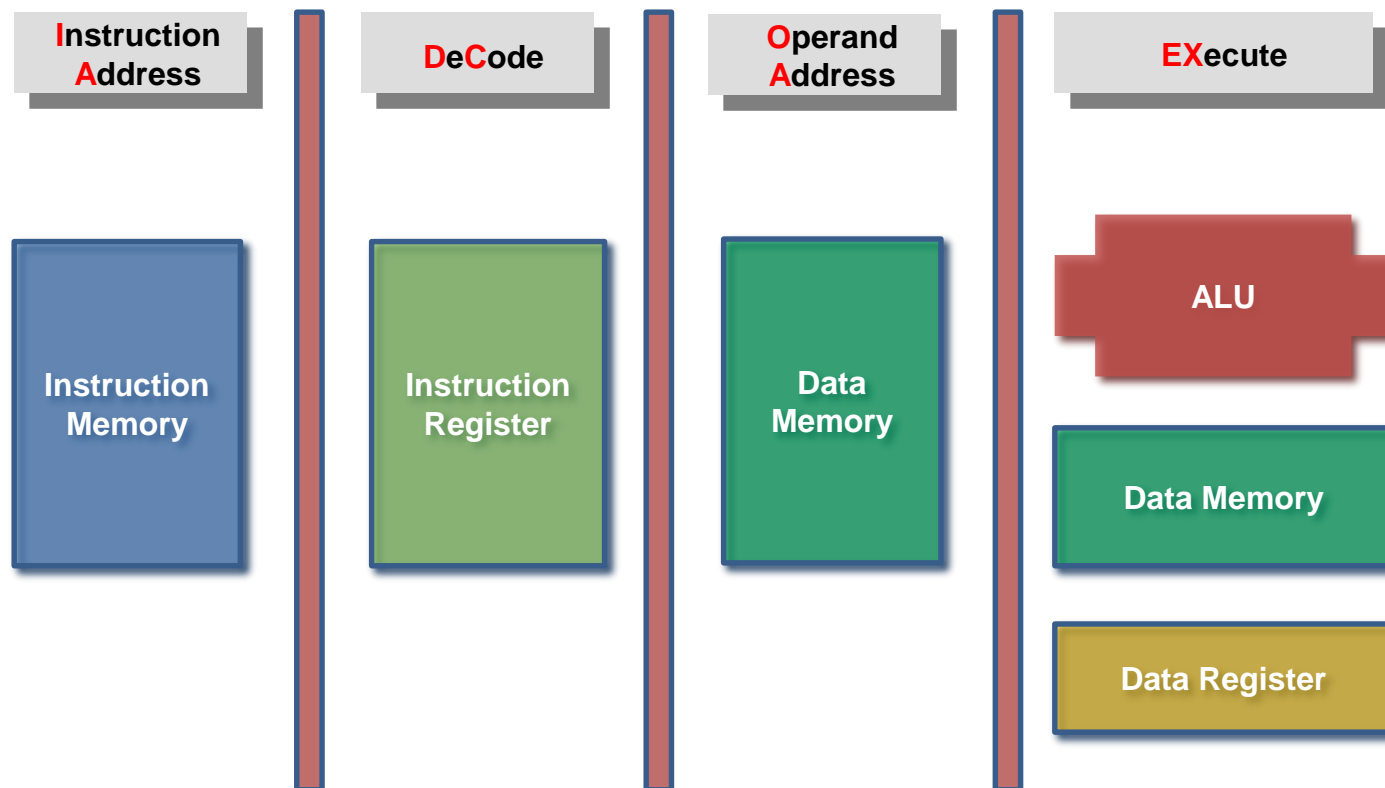 Instruction
Address
DeCode
Operand
Address
EXecute
Instruction
Memory
Instruction
Register
Data
Memory
ALU
Data Memory
Data Register